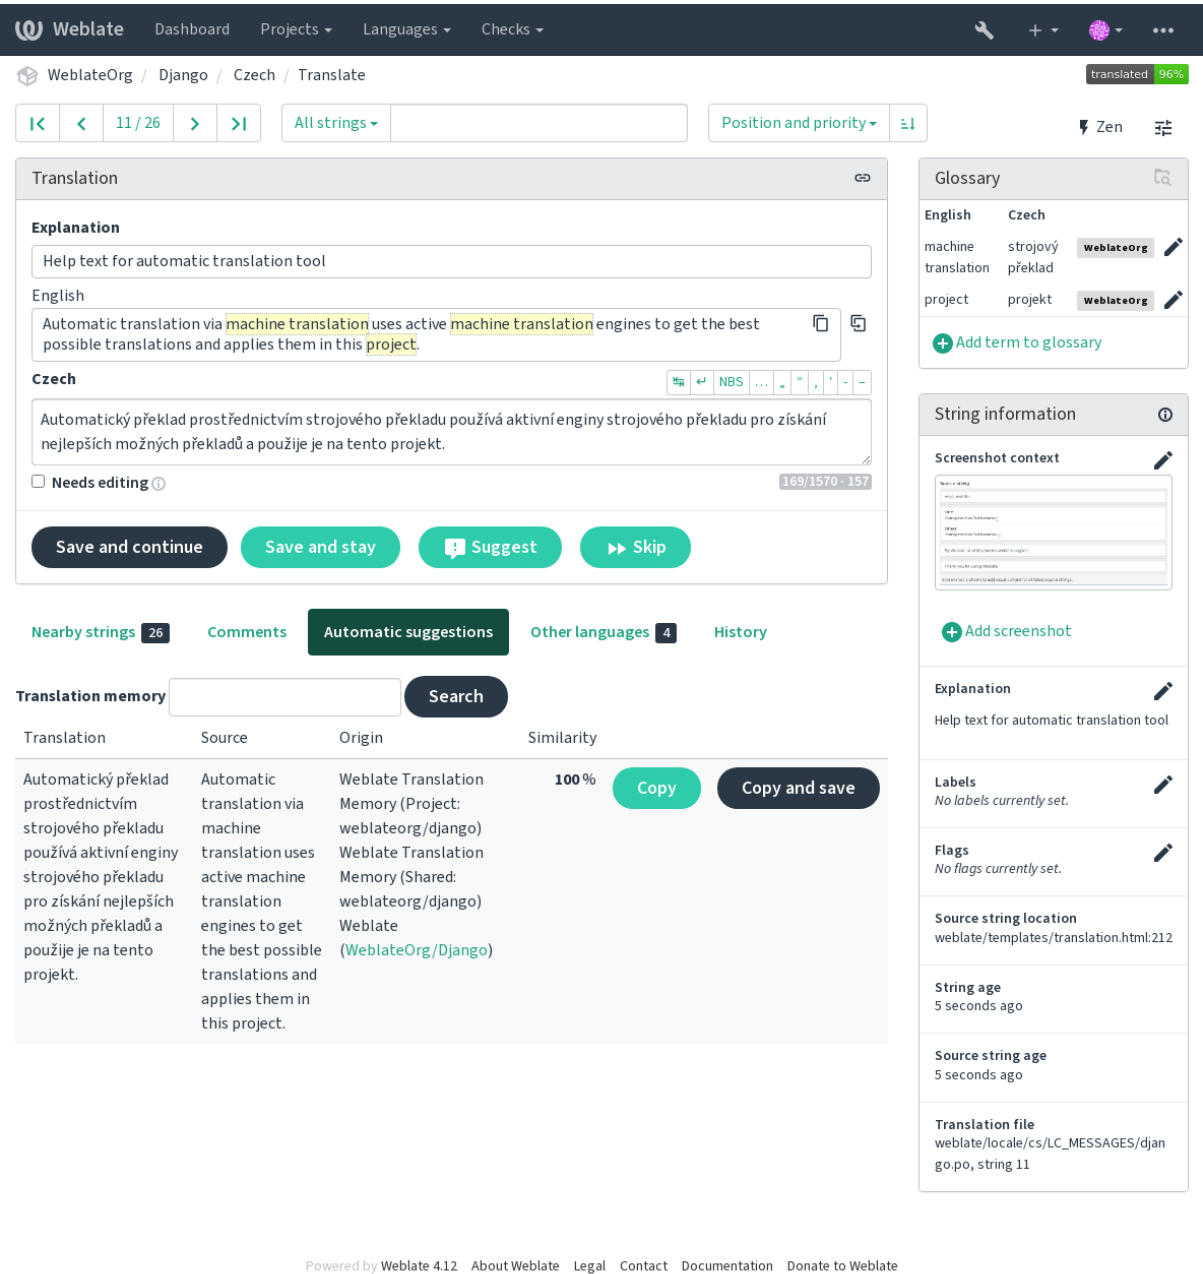 Weblate Dashboard Projects Languages Checks
WeblateOrg / Django / Czech / Translate
translated 96%
11 / 26
All strings
Position and priority
Zen
Translation
Explanation
Help text for automatic translation tool
English
Automatic translation via machine translation uses active machine translation engines to get the best
possible translations and applies them in this project.
Czech
NBS … „ “ ‚ ‘ - –
Automatický překlad prostřednictvím strojového překladu používá aktivní enginy strojového překladu pro získání
nejlepších možných překladů a použije je na tento projekt.
Needs editing
169/1570 · 157
Save and continue
Save and stay
Suggest
Skip
Nearby strings 26
Comments
Automatic suggestions
Other languages 4
History
Translation memory
Search
Translation Source Origin Similarity
Automatický překlad
prostřednictvím
strojového překladu
používá aktivní enginy
strojového překladu
pro získání nejlepších
možných překladů a
použije je na tento
projekt.
Automatic
translation via
machine
translation uses
active machine
translation
engines to get
the best possible
translations and
applies them in
this project.
Weblate Translation
Memory (Project:
weblateorg/django)
Weblate Translation
Memory (Shared:
weblateorg/django)
Weblate
(WeblateOrg/Django)
100 %
Copy
Copy and save
Glossary
English Czech
machine
translation
strojový
překlad
WeblateOrg
project projekt WeblateOrg
Add term to glossary
String information
Screenshot context
Add screenshot
Explanation
Help text for automatic translation tool
Labels
No labels currently set.
Flags
No flags currently set.
Source string location
weblate/templates/translation.html:212
String age
5 seconds ago
Source string age
5 seconds ago
Translation file
weblate/locale/cs/LC_MESSAGES/djan
go.po, string 11
Powered by Weblate 4.12 About Weblate Legal Contact Documentation Donate to Weblate